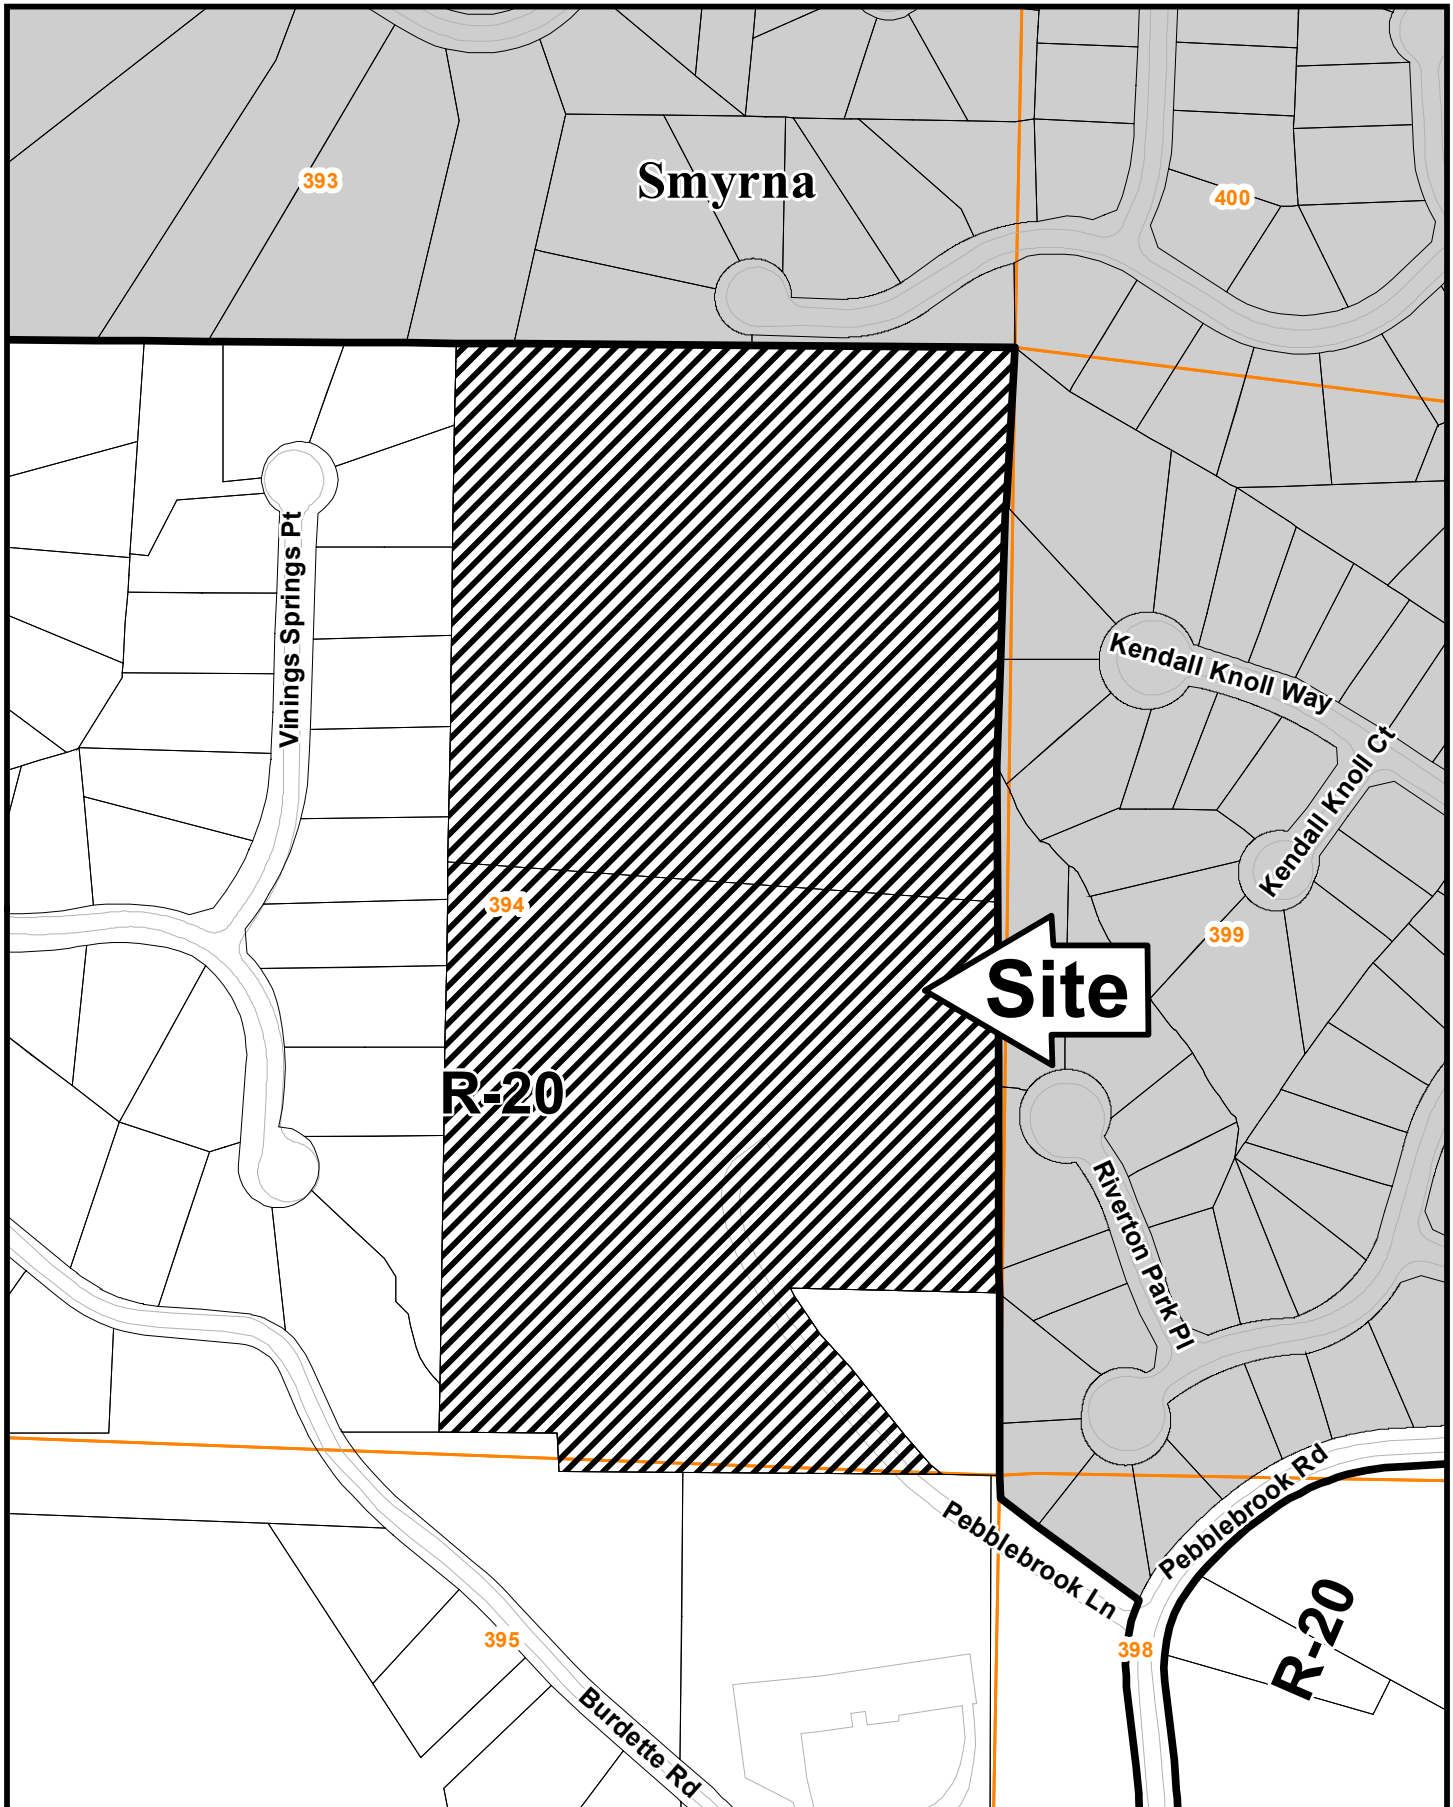 393
Smyrna
400
Vinings Springs Pt
Kendall Knoll Way
Kendall Knoll Ct
394
399
Site
R-20
Riverton Park Pl
Pebblebrook Rd
Pebblebrook Ln
R-20
395
398
Burdette Rd